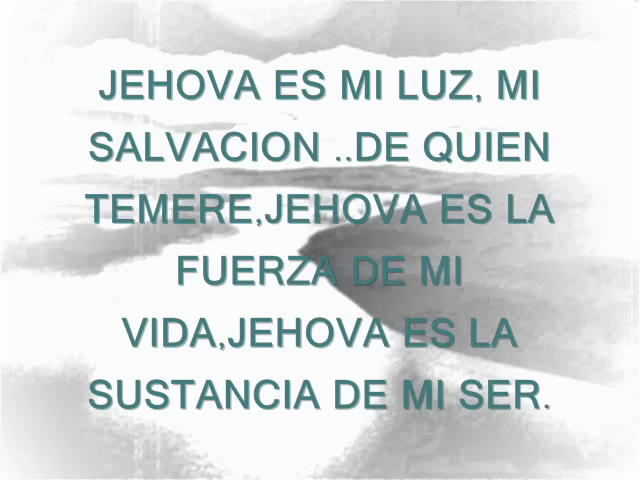 JEHOVA ES MI LUZ, MI
SALVACION ..DE QUIEN
TEMERE,JEHOVA ES LA
FUERZA DE MI
VIDA,JEHOVA ES LA
SUSTANCIA DE MI SER.